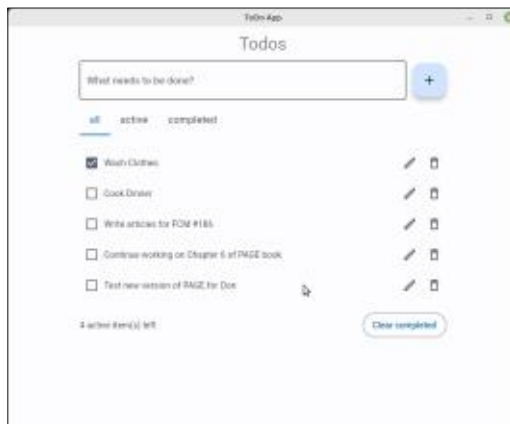 ToDo App
Todos
What needs to be done?
+
all active completed
Wash Clothes
Cook Dinner
Write articles for FCM #186
Continue working on Chapter 6 of PAGE book
Test new version of PAGE for Don
4 active item(s) left
Clear completed